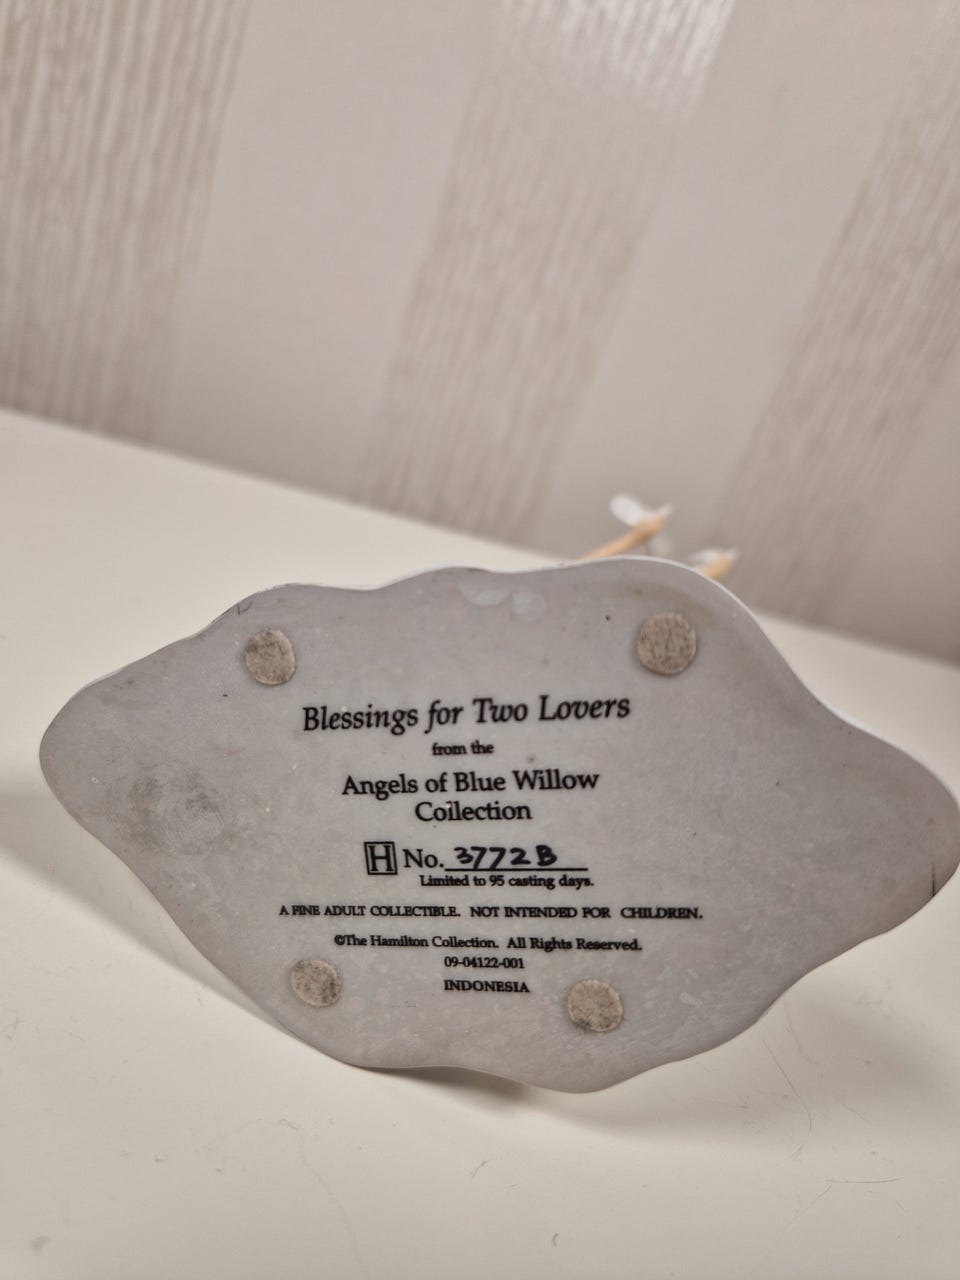 Blessings for Two Lovers
from the
Angels of Blue Willow
Collection
H No. 3772B
Limited to 95 casting days.
A FINE ADULT COLLECTIBLE. NOT INTENDED FOR CHILDREN.
©The Hamilton Collection. All Rights Reserved.
09-04122-001
INDONESIA